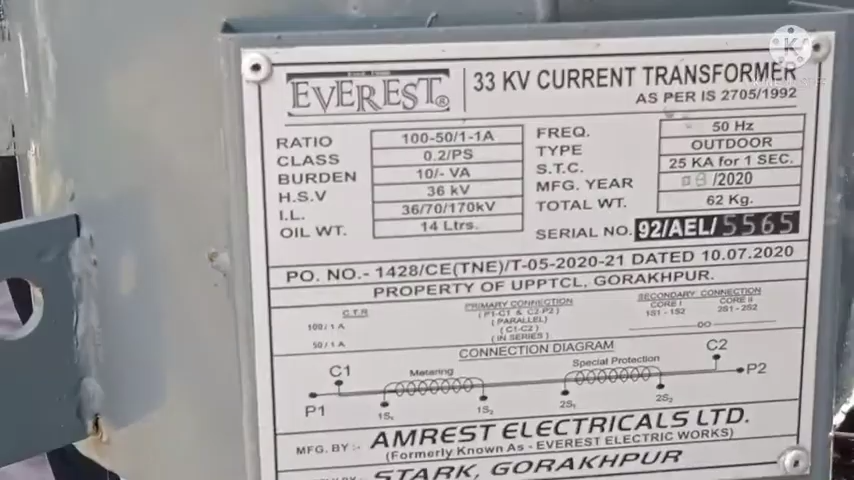 EVEREST®
33 KV CURRENT TRANSFORMER
AS PER IS 2705/1992
RATIO 100-50/1-1A
CLASS 0.2/PS
BURDEN 10/- VA
H.S.V 36 kV
I.L. 36/70/170kV
OIL WT. 14 Ltrs.
FREQ. 50 Hz
TYPE OUTDOOR
S.T.C. 25 KA for 1 SEC.
MFG. YEAR /2020
TOTAL WT. 62 Kg.
SERIAL NO. 92/AEL/5565
PO. NO.- 1428/CE(TNE)/T-05-2020-21 DATED 10.07.2020
PROPERTY OF UPPTCL, GORAKHPUR.
C.T.R PRIMARY CONNECTION SECONDARY CONNECTION
(P1-C1 & C2-P2) CORE I CORE II
100/1 A (PARALLEL) 1S1-1S2 2S1-2S2
(C1-C2)
50/1 A (IN SERIES) DO
CONNECTION DIAGRAM
C1 Metering Special Protection C2
P1 1S₁ 1S₂ 2S₁ 2S₂ P2
MFG. BY :- AMREST ELECTRICALS LTD.
(Formerly Known As - EVEREST ELECTRICAL WORKS)
STARK, GORAKHPUR
KINEMASTER